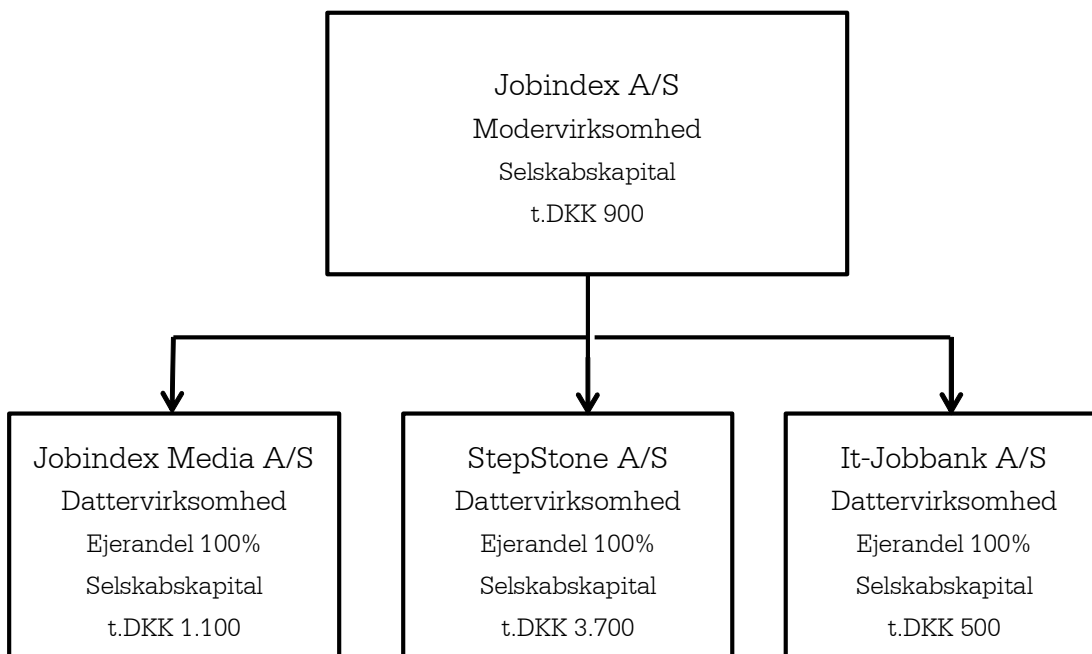 Jobindex A/S
Modervirksomhed
Selskabskapital
t.DKK 900
Jobindex Media A/S
Dattervirksomhed
Ejerandel 100%
Selskabskapital
t.DKK 1.100
StepStone A/S
Dattervirksomhed
Ejerandel 100%
Selskabskapital
t.DKK 3.700
It-Jobbank A/S
Dattervirksomhed
Ejerandel 100%
Selskabskapital
t.DKK 500